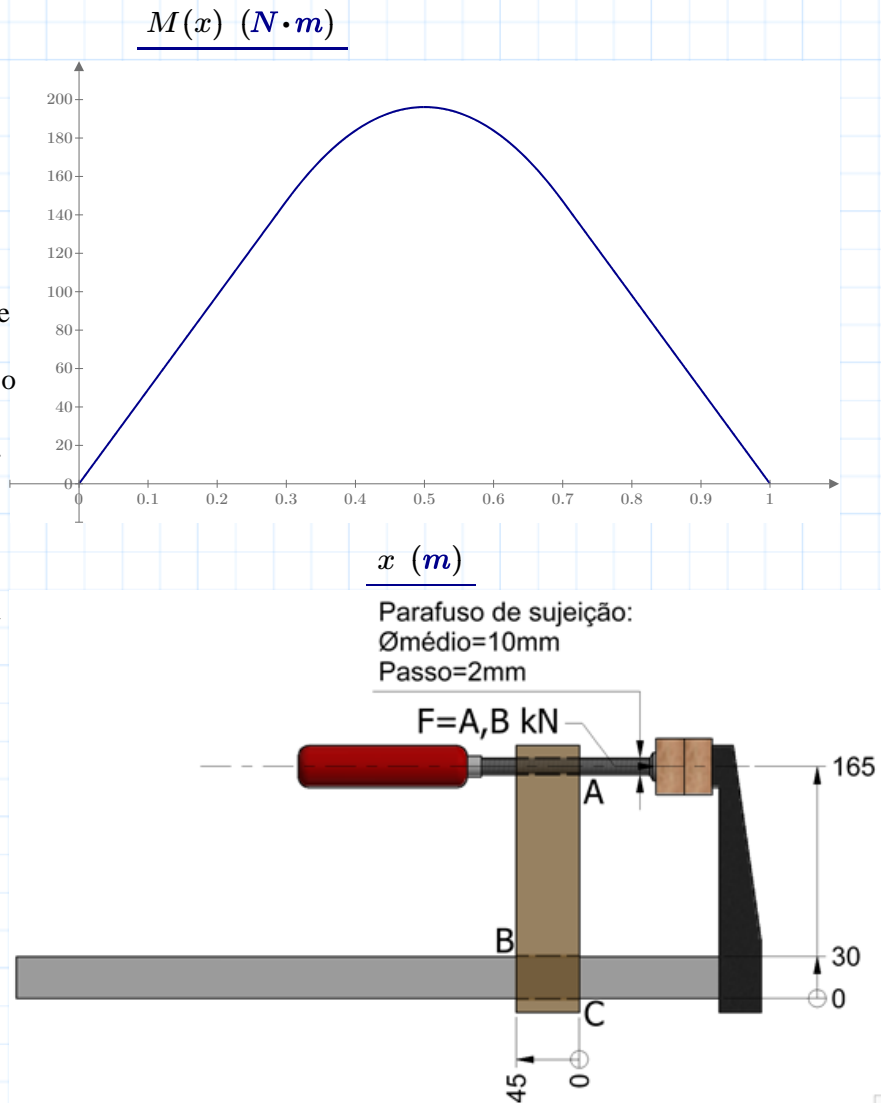 M(x) (N·m)
200
180
160
140
120
100
80
60
40
20
0
0 0.1 0.2 0.3 0.4 0.5 0.6 0.7 0.8 0.9 1
e
o
x (m)
Parafuso de sujeição:
Ømédio=10mm
Passo=2mm
F=A,B kN
165
A
B
30
0
C
45 0